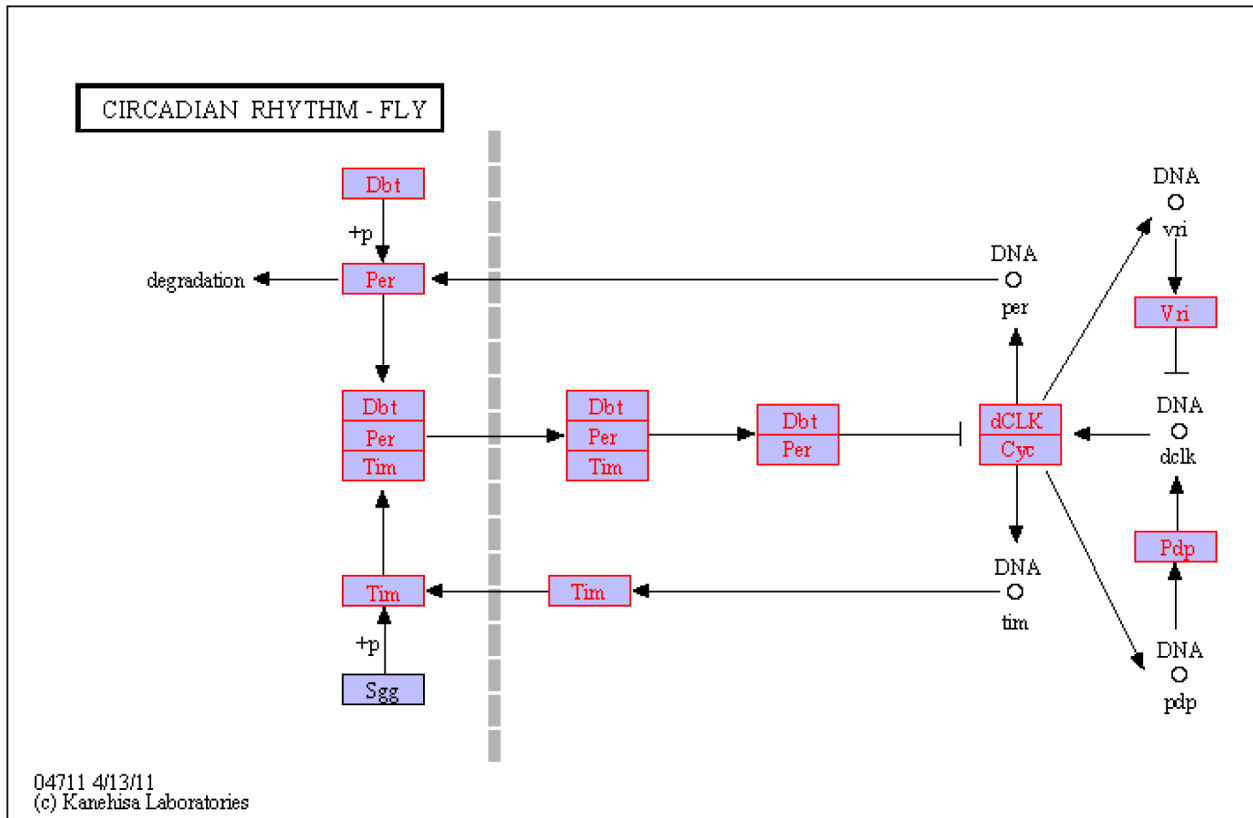 CIRCADIAN RHYTHM - FLY
Dbt
+p
degradation
Per
DNA
per
DNA
vri
Vri
Dbt
Per
Tim
Dbt
Per
Tim
Dbt
Per
dCLK
Cyc
DNA
dclk
Pdp
Tim
Tim
DNA
tim
+p
Sgg
DNA
pdp
04711 4/13/11
(c) Kanehisa Laboratories